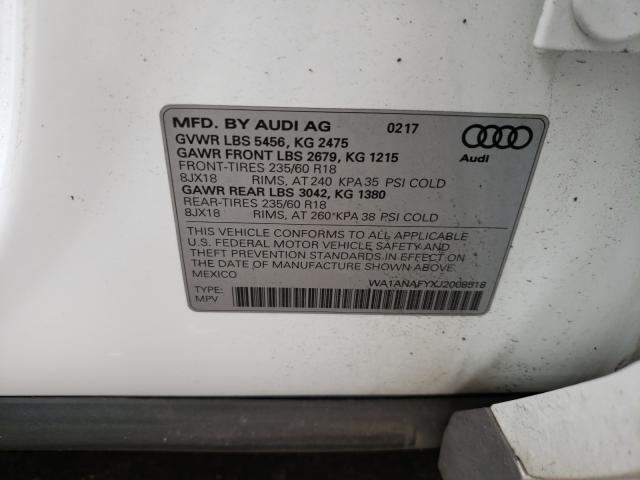 MFD. BY AUDI AG 0217
GVWR LBS 5456, KG 2475
GAWR FRONT LBS 2679, KG 1215
FRONT-TIRES 235/60 R18
8JX18 RIMS, AT 240 KPA 35 PSI COLD
GAWR REAR LBS 3042, KG 1380
REAR-TIRES 235/60 R18
8JX18 RIMS, AT 260 KPA 38 PSI COLD
Audi
THIS VEHICLE CONFORMS TO ALL APPLICABLE
U.S. FEDERAL MOTOR VEHICLE SAFETY AND
THEFT PREVENTION STANDARDS IN EFFECT ON
THE DATE OF MANUFACTURE SHOWN ABOVE.
MEXICO
TYPE:
MPV
WA1ANAFYXJ2008818